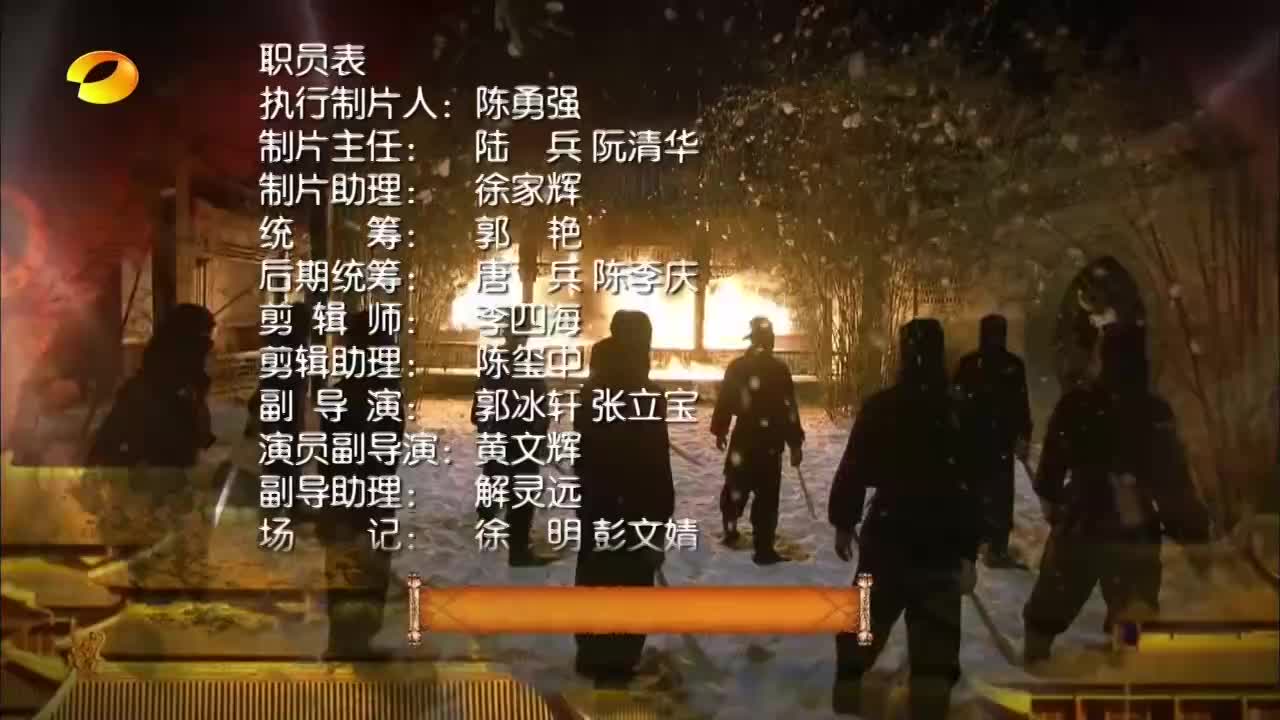 职员表
执行制片人：陈勇强
制片主任：陆 兵 阮清华
制片助理：徐家辉
统 筹：郭 艳
后期统筹：唐 兵 陈李庆
剪 辑 师：李四海
剪辑助理：陈玺中
副 导 演：郭冰轩 张立宝
演员副导演：黄文辉
副导助理：解灵远
场 记：徐 明 彭文婧